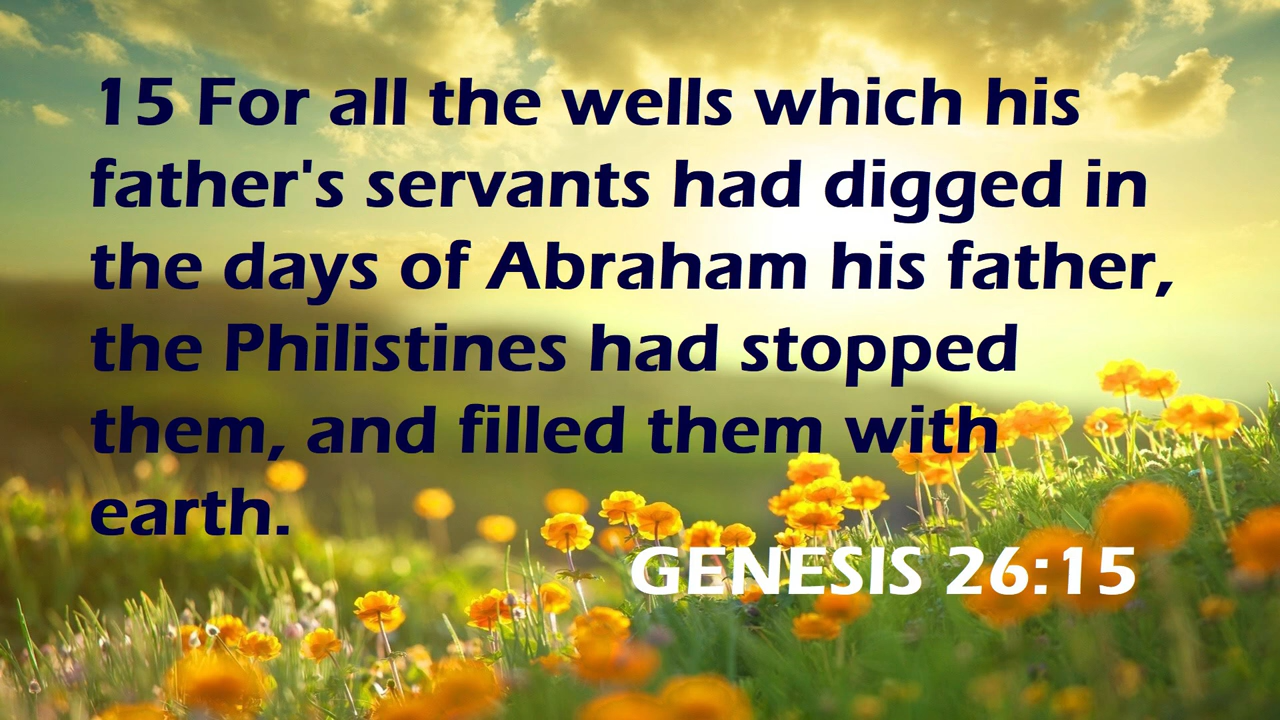 15 For all the wells which his
father's servants had digged in
the days of Abraham his father,
the Philistines had stopped
them, and filled them with
earth.
GENESIS 26:15